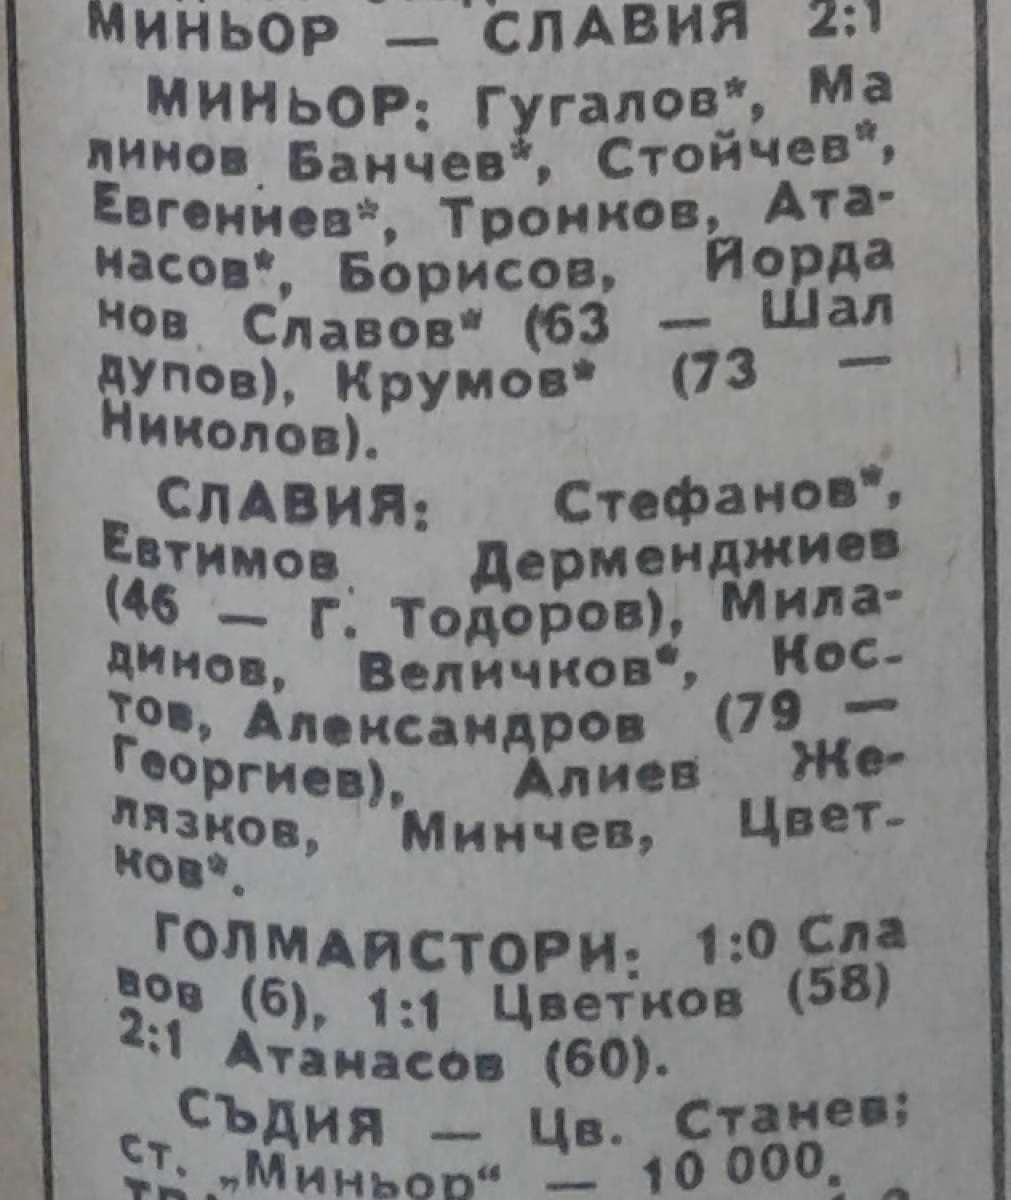 МИНЬОР — СЛАВИЯ 2:1
МИНЬОР: Гугалов*, Ма
линов Банчев*, Стойчев*,
Евгениев*, Тронков, Ата-
насов*, Борисов, Йорда
нов Славов* (63 — Шал
дупов), Крумов* (73 —
Николов).
СЛАВИЯ: Стефанов*,
Евтимов Дерменджиев
(46 — Г. Тодоров), Мила-
динов, Величков*, Кос-
тов, Александров (79 —
Георгиев), Алиев Же-
лязков, Минчев, Цвет-
ков*.
ГОЛМАЙСТОРИ: 1:0 Сла
вов (6), 1:1 Цветков (58)
2:1 Атанасов (60).
СЪДИЯ — Цв. Станев;
ст. „Миньор“ — 10 000.